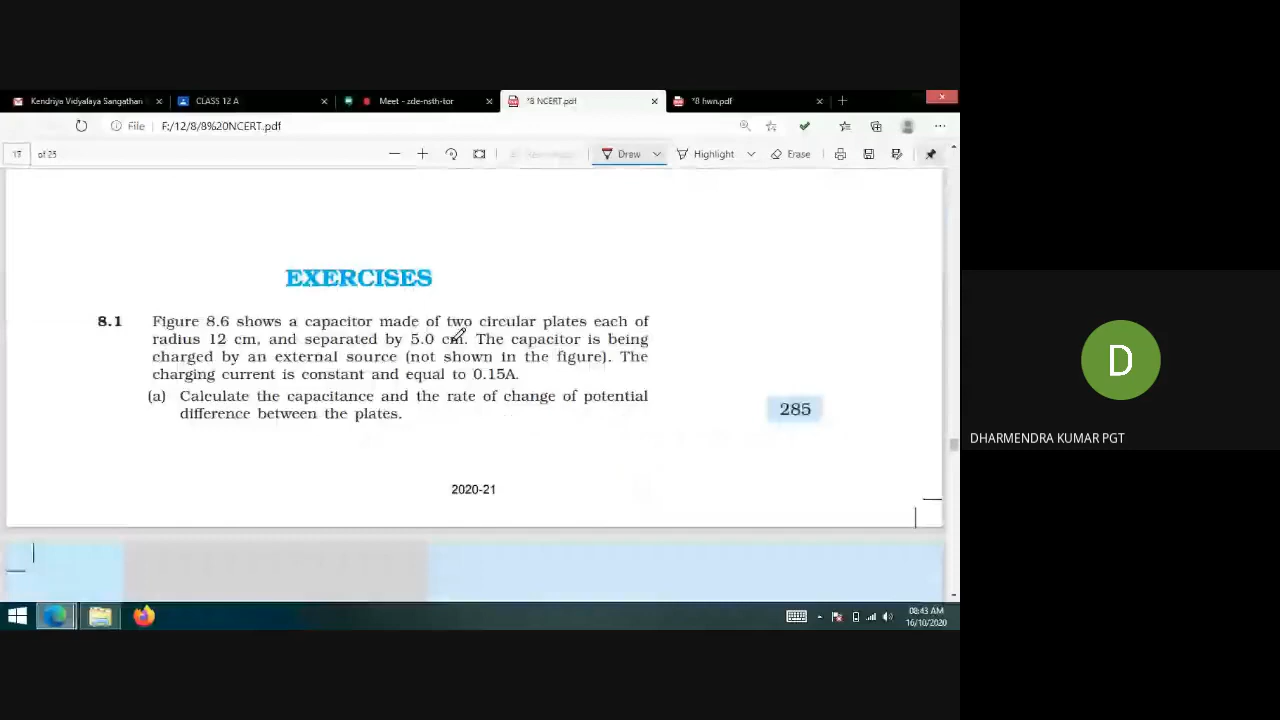 Kendriya Vidyalaya Sangathan
CLASS 12 A
Meet - zde-nsth-tor
*8 NCERT.pdf
*8 hwn.pdf
File F:/12/8/8%20NCERT.pdf
17 of 25
Draw
Highlight
Erase
EXERCISES
8.1 Figure 8.6 shows a capacitor made of two circular plates each of
radius 12 cm, and separated by 5.0 cm. The capacitor is being
charged by an external source (not shown in the figure). The
charging current is constant and equal to 0.15A.
(a) Calculate the capacitance and the rate of change of potential
difference between the plates.
285
2020-21
08:43 AM
16/10/2020
D
DHARMENDRA KUMAR PGT